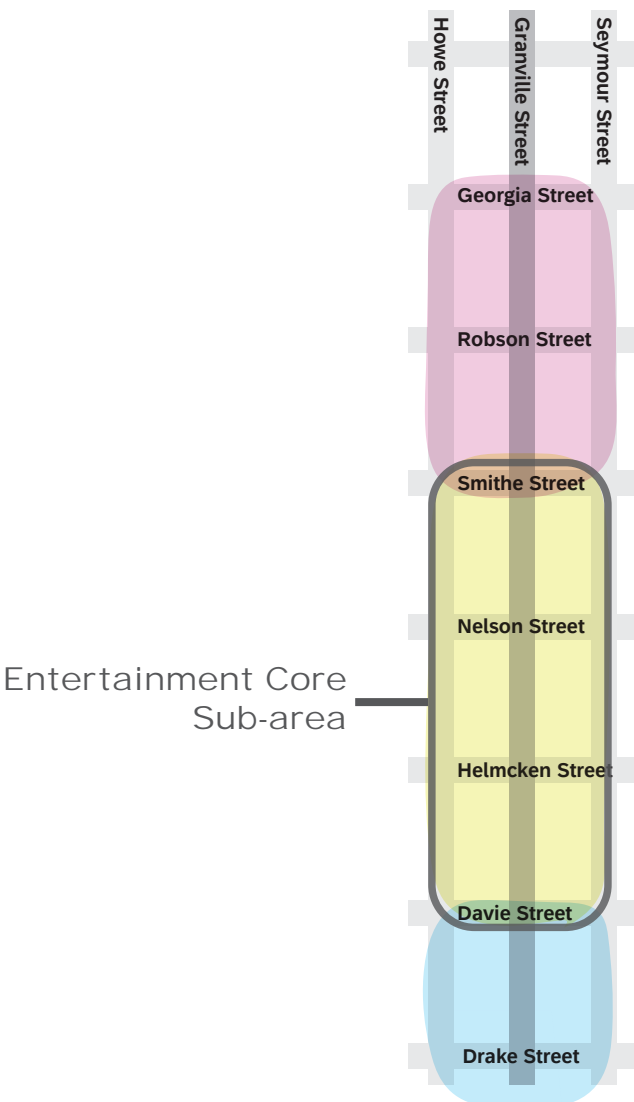 Howe Street
Granville Street
Seymour Street
Georgia Street
Robson Street
Smithe Street
Nelson Street
Entertainment Core
Sub-area
Helmcken Street
Davie Street
Drake Street